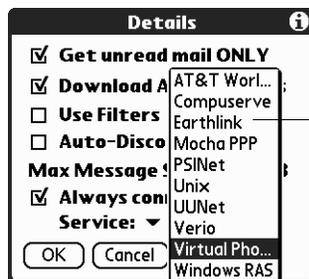 Details
Get unread mail ONLY
Download A
Use Filters
Auto-Disco
Max Message
Always con
Service:
OK Cancel
AT&T Worl...
Compuserve
Earthlink
Mocha PPP
PSINet
Unix
UUNet
Verio
Virtual Pho...
Windows RAS